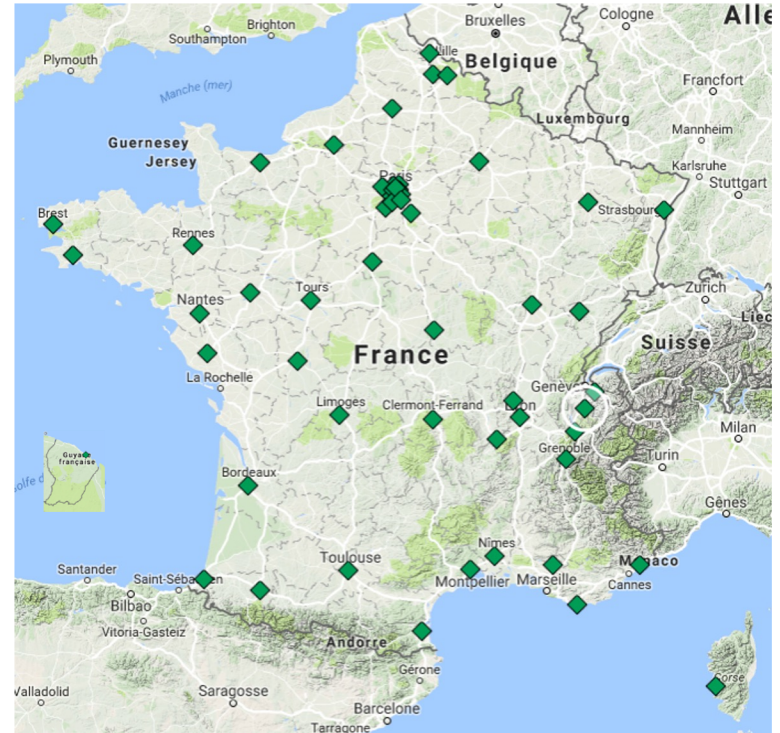 Bruxelles
Cologne
Alle
Brighton
Southampton
Plymouth
Lille
Belgique
Francfort
Manche (mer)
Luxembourg
Mannheim
Guernesey
Jersey
Karlsruhe
Paris
Stuttgart
Strasbourg
Brest
Rennes
Zurich
Tours
Nantes
Liec
Suisse
France
La Rochelle
Genève
Limoges
Clermont-Ferrand
Lyon
Milan
Grenoble
Turin
Guyane
française
Bordeaux
olfe d
Gênes
Nîmes
Toulouse
Monaco
Santander
Saint-Sébastien
Montpellier
Marseille
Cannes
Bilbao
Vitoria-Gasteiz
Andorre
Gérone
Corse
Valladolid
Saragosse
Barcelone
Tarragone